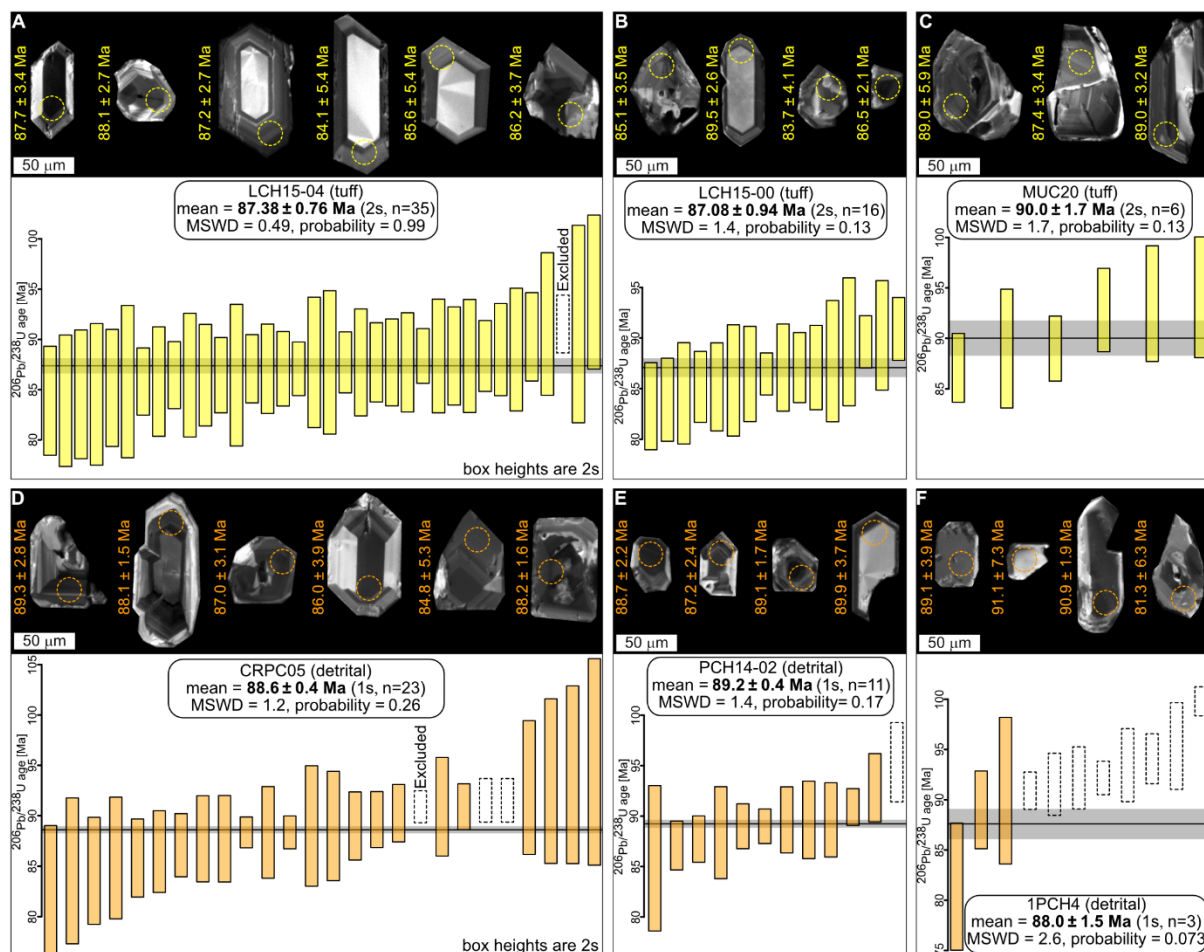 A
87.7 ± 3.4 Ma
88.1 ± 2.7 Ma
87.2 ± 2.7 Ma
84.1 ± 5.4 Ma
85.6 ± 5.4 Ma
86.2 ± 3.7 Ma
50 μm
LCH15-04 (tuff)
mean = 87.38 ± 0.76 Ma (2s, n=35)
MSWD = 0.49, probability = 0.99
206Pb/238U age [Ma]
100
95
90
85
80
Excluded
box heights are 2s
B
85.1 ± 3.5 Ma
89.5 ± 2.6 Ma
83.7 ± 4.1 Ma
86.5 ± 2.1 Ma
50 μm
LCH15-00 (tuff)
mean = 87.08 ± 0.94 Ma (2s, n=16)
MSWD = 1.4, probability = 0.13
206Pb/238U age [Ma]
95
90
85
80
C
89.0 ± 5.9 Ma
87.4 ± 3.4 Ma
89.0 ± 3.2 Ma
50 μm
MUC20 (tuff)
mean = 90.0 ± 1.7 Ma (2s, n=6)
MSWD = 1.7, probability = 0.13
206Pb/238U age [Ma]
100
95
90
85
D
89.3 ± 2.8 Ma
88.1 ± 1.5 Ma
87.0 ± 3.1 Ma
86.0 ± 3.9 Ma
84.8 ± 5.3 Ma
88.2 ± 1.6 Ma
50 μm
CRPC05 (detrital)
mean = 88.6 ± 0.4 Ma (1s, n=23)
MSWD = 1.2, probability = 0.26
206Pb/238U age [Ma]
105
100
95
90
85
80
Excluded
box heights are 2s
E
88.7 ± 2.2 Ma
87.2 ± 2.4 Ma
89.1 ± 1.7 Ma
89.9 ± 3.7 Ma
50 μm
PCH14-02 (detrital)
mean = 89.2 ± 0.4 Ma (1s, n=11)
MSWD = 1.4, probability= 0.17
206Pb/238U age [Ma]
100
95
90
85
80
F
89.1 ± 3.9 Ma
91.1 ± 7.3 Ma
90.9 ± 1.9 Ma
81.3 ± 6.3 Ma
50 μm
206Pb/238U age [Ma]
100
95
90
85
80
75
1PCH4 (detrital)
mean = 88.0 ± 1.5 Ma (1s, n=3)
MSWD = 2.6, probability = 0.073